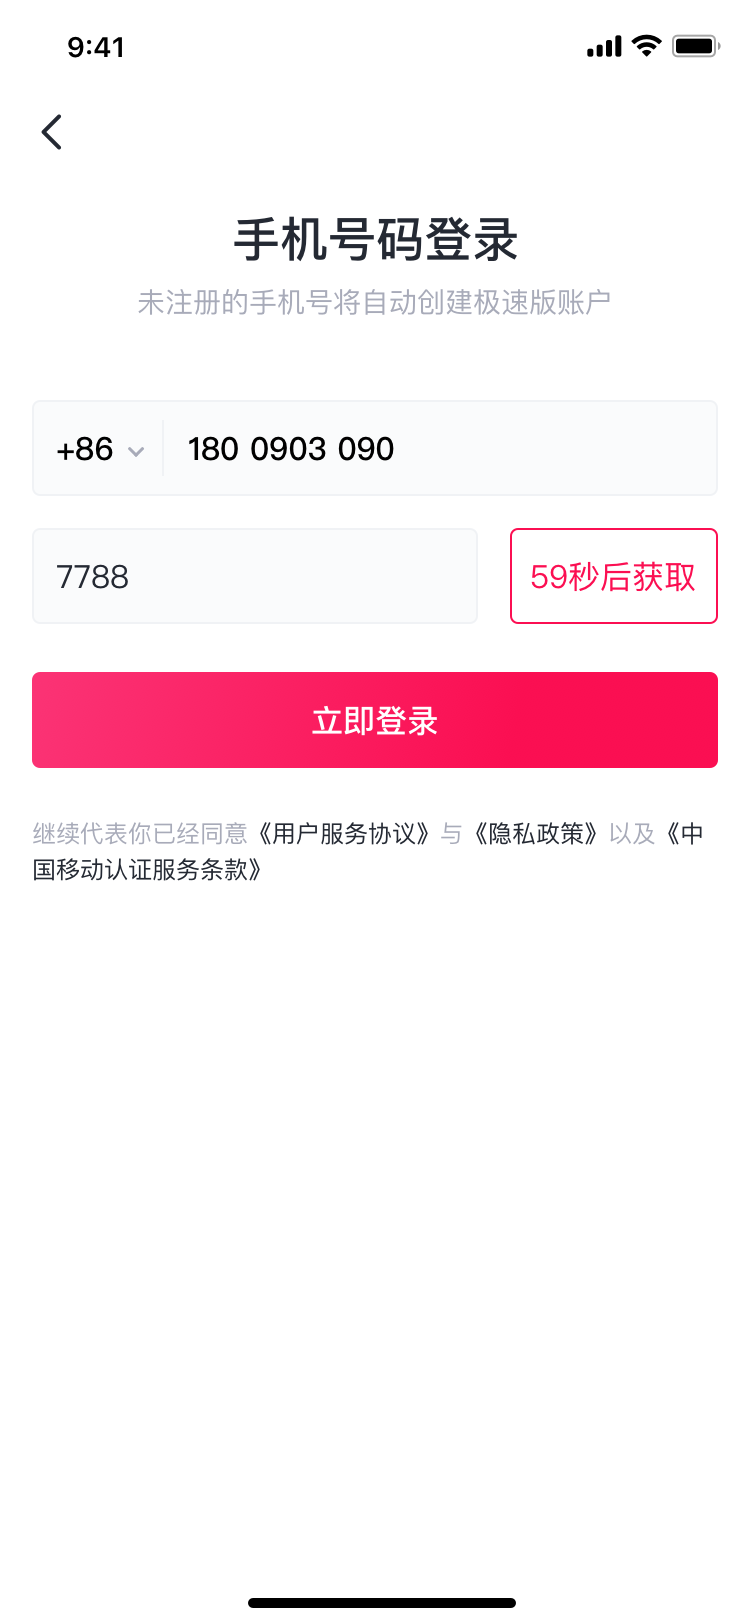 9:41
手机号码登录
未注册的手机号将自动创建极速版账户
+86 180 0903 090
7788 59秒后获取
立即登录
继续代表你已经同意《用户服务协议》与《隐私政策》以及《中
国移动认证服务条款》